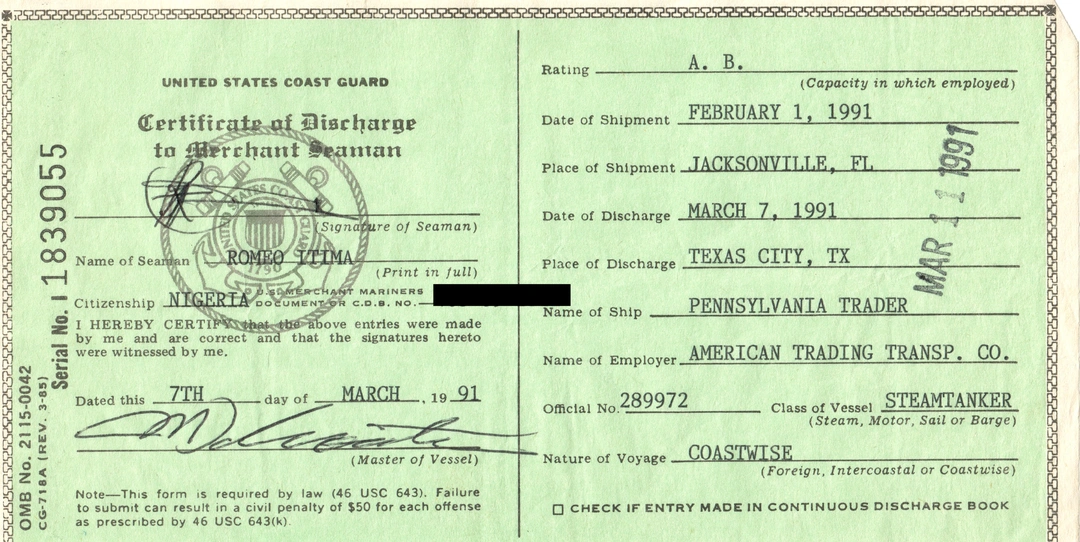 UNITED STATES COAST GUARD
Certificate of Discharge
to Merchant Seaman
(Signature of Seaman)
Name of Seaman ROMEO ITIMA
(Print in full)
Citizenship NIGERIA U.S. MERCHANT MARINERS DOCUMENT OR C.D.B. NO.
I HEREBY CERTIFY that the above entries were made
by me and are correct and that the signatures hereto
were witnessed by me.
Dated this 7TH day of MARCH, 19 91
(Master of Vessel)
Note—This form is required by law (46 USC 643). Failure
to submit can result in a civil penalty of $50 for each offense
as prescribed by 46 USC 643(k).
Serial No. 1839055
OMB No. 2115-0042
CG-718A (REV. 3-85)
UNITED STATES COAST GUARD
1790
Rating A. B.
(Capacity in which employed)
Date of Shipment FEBRUARY 1, 1991
Place of Shipment JACKSONVILLE, FL
Date of Discharge MARCH 7, 1991
Place of Discharge TEXAS CITY, TX
Name of Ship PENNSYLVANIA TRADER
Name of Employer AMERICAN TRADING TRANSP. CO.
Official No. 289972 Class of Vessel STEAMTANKER
(Steam, Motor, Sail or Barge)
Nature of Voyage COASTWISE
(Foreign, Intercoastal or Coastwise)
CHECK IF ENTRY MADE IN CONTINUOUS DISCHARGE BOOK
MAR 11 1991